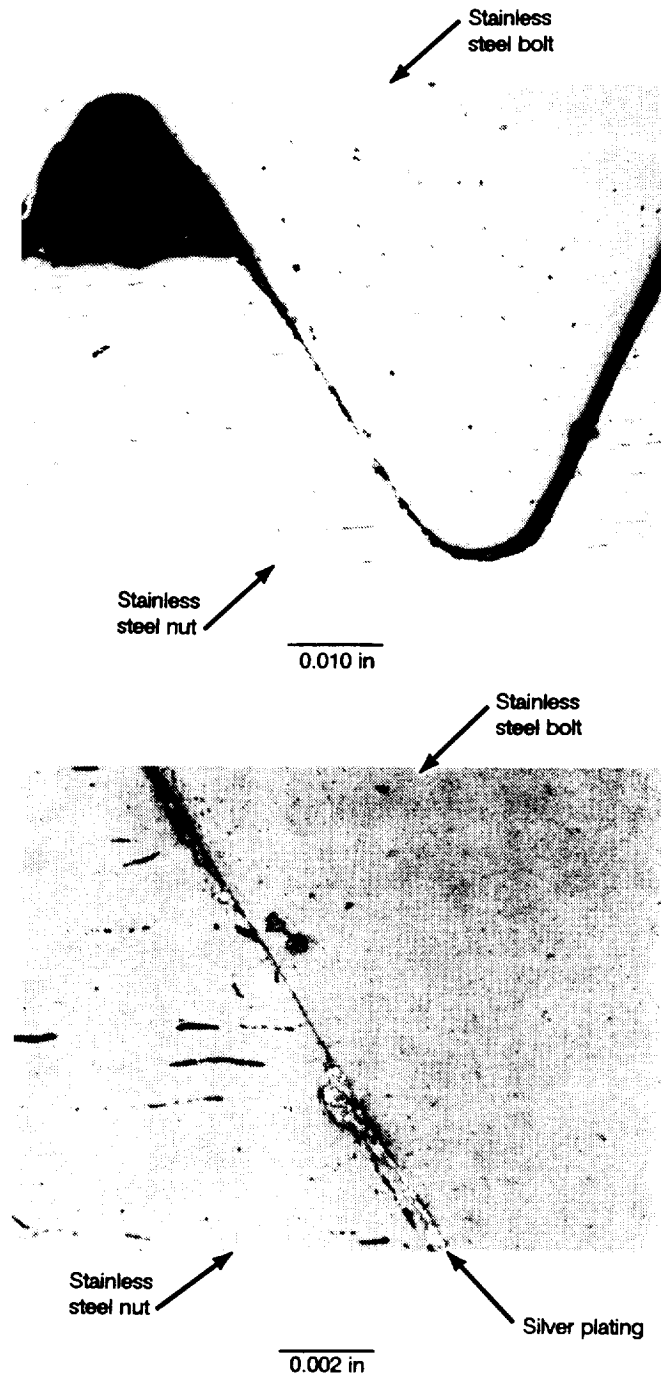 Stainless
steel bolt
Stainless
steel nut
0.010 in
Stainless
steel bolt
Stainless
steel nut
Silver plating
0.002 in